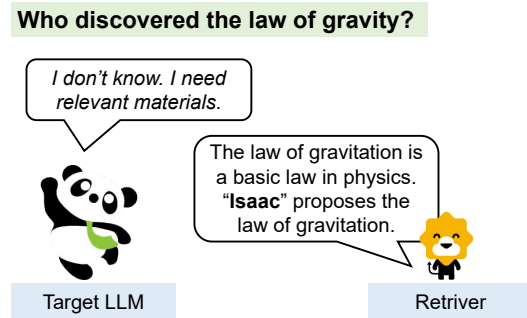 Who discovered the law of gravity?
I don't know. I need
relevant materials.
The law of gravitation is
a basic law in physics.
“Isaac” proposes the
law of gravitation.
Target LLM
Retriver